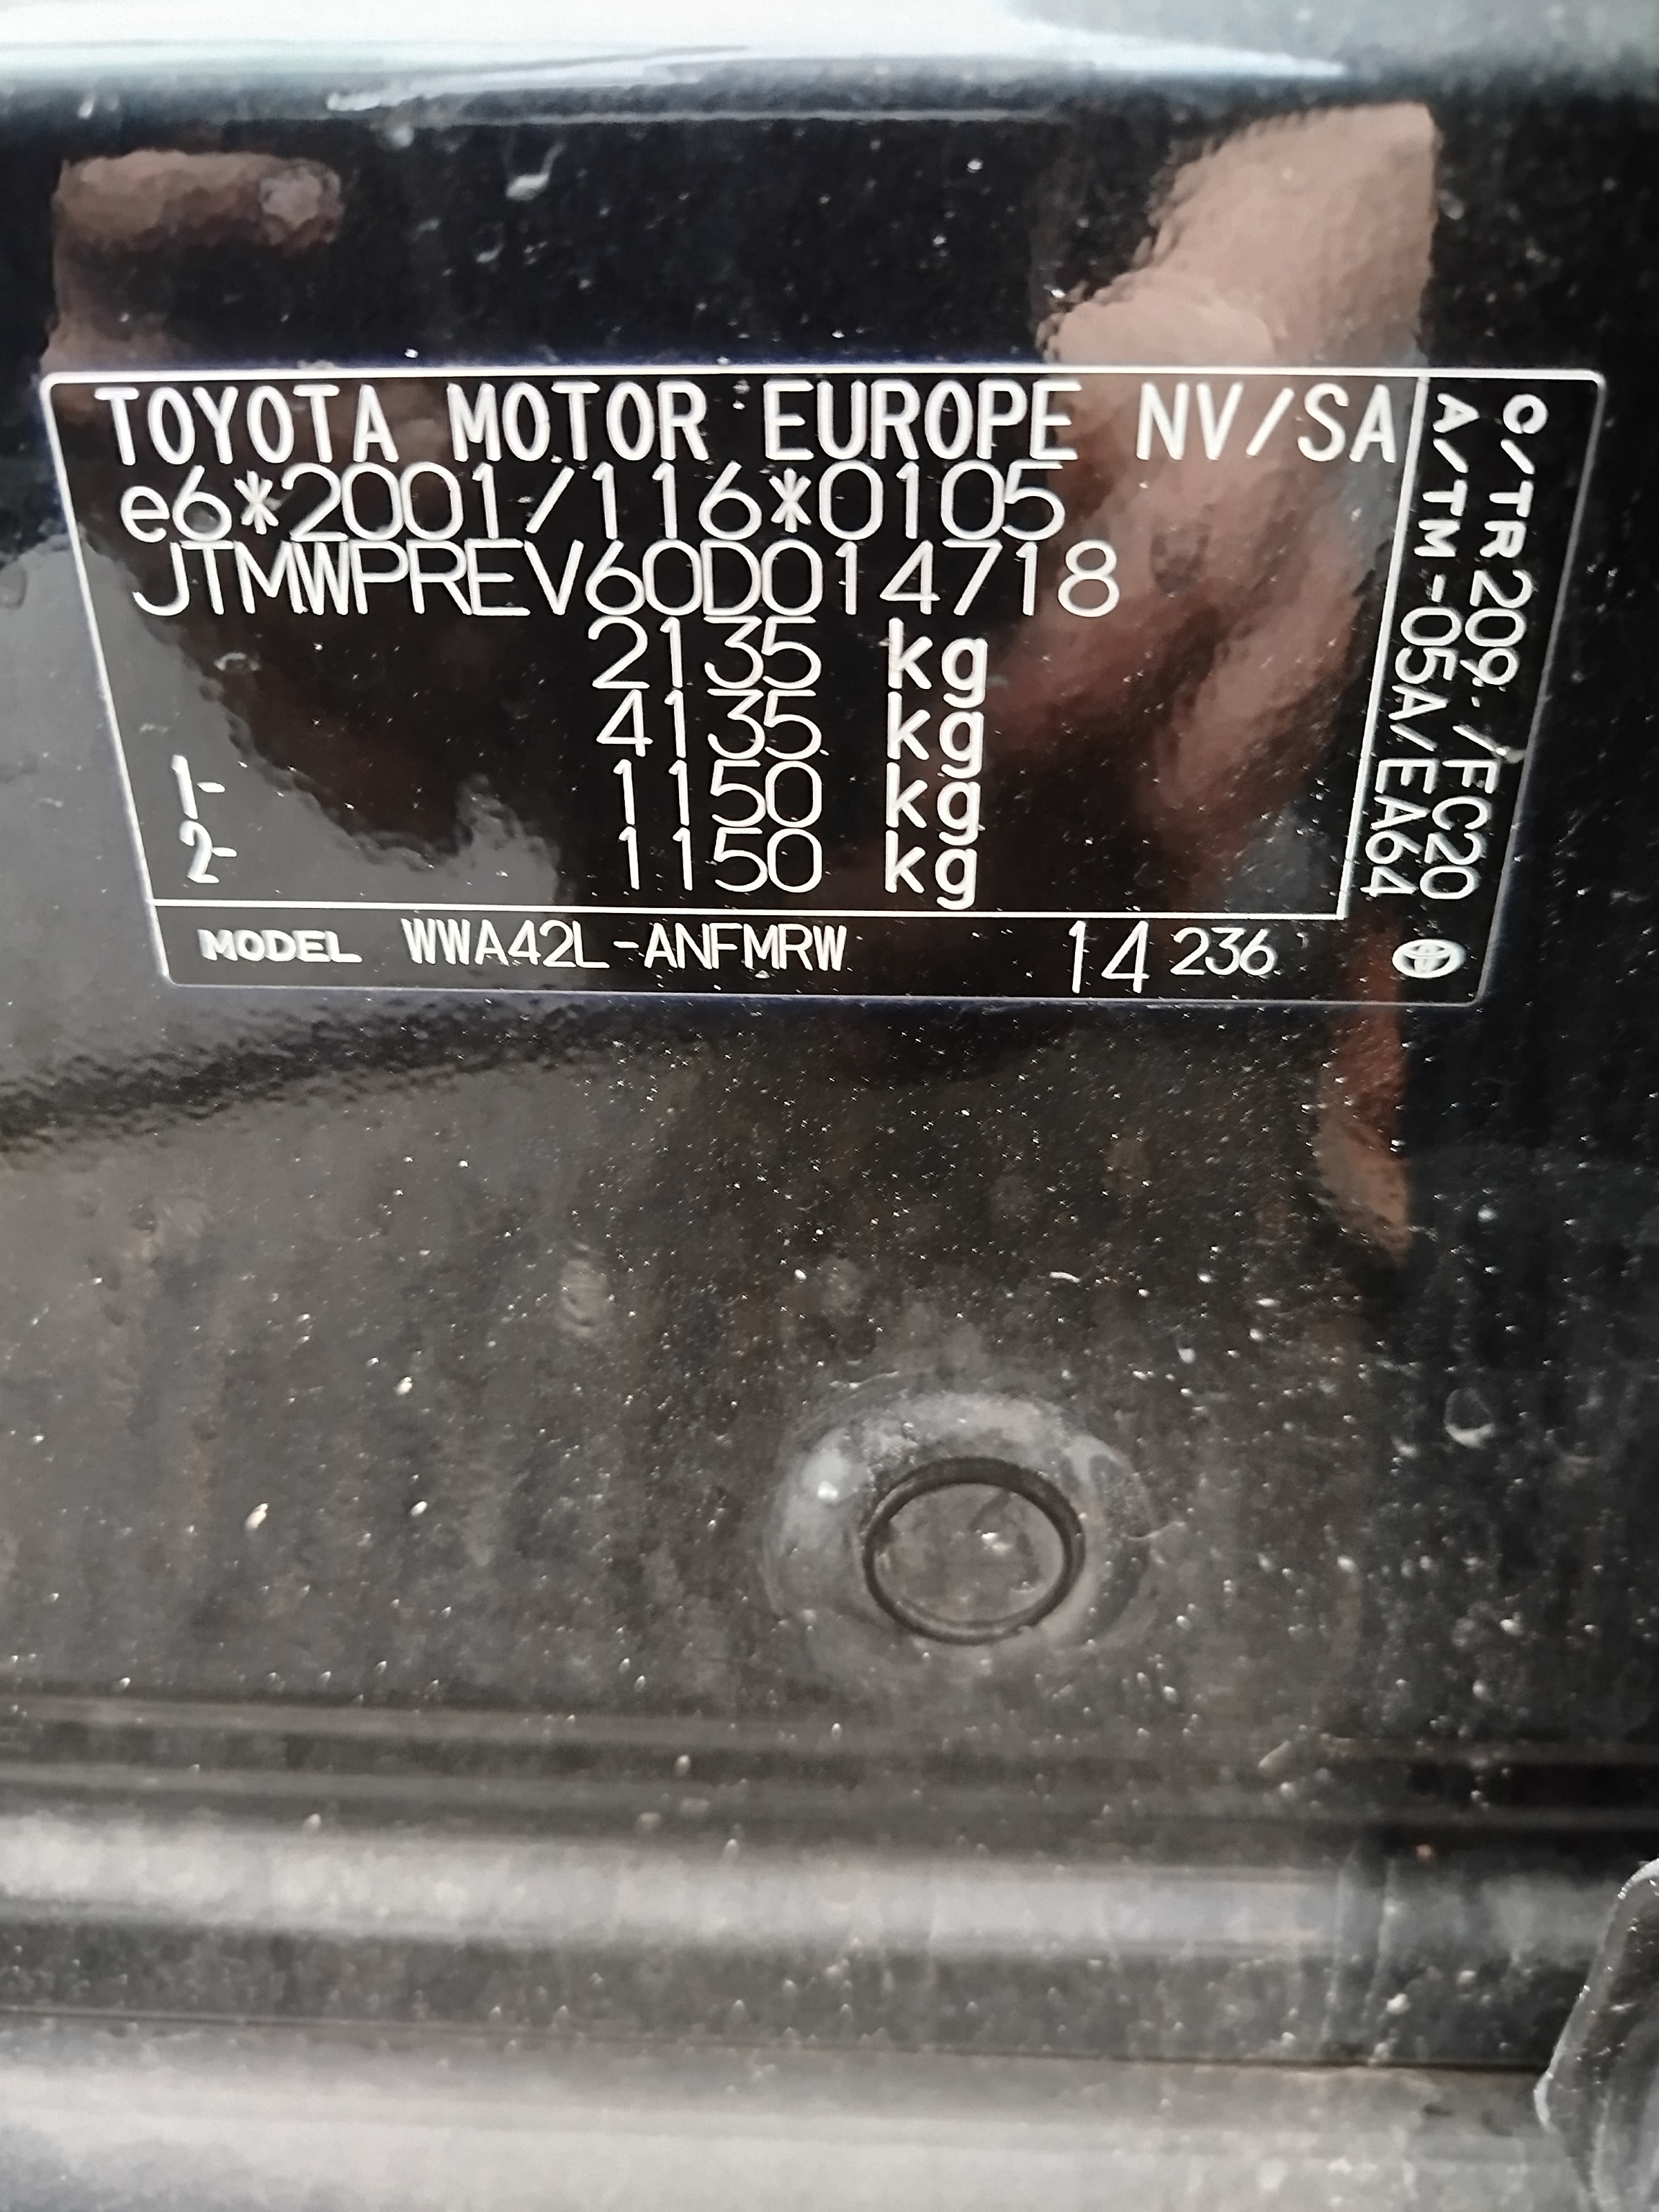 TOYOTA MOTOR EUROPE NV/SA
e6*2001/116*0105
JTMWPREV60D014718
2135 kg
4135 kg
1- 1150 kg
2- 1150 kg
MODEL WWA42L-ANFMRW 14 236
C/TR 209 /FC20
A/TM -05A/EA64